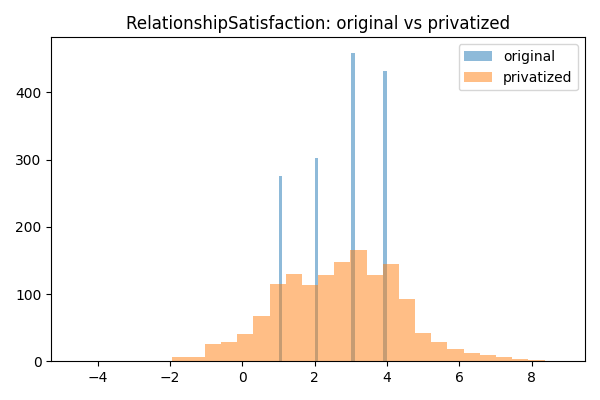 RelationshipSatisfaction: original vs privatized
original
privatized
400
300
200
100
0
−4 −2 0 2 4 6 8